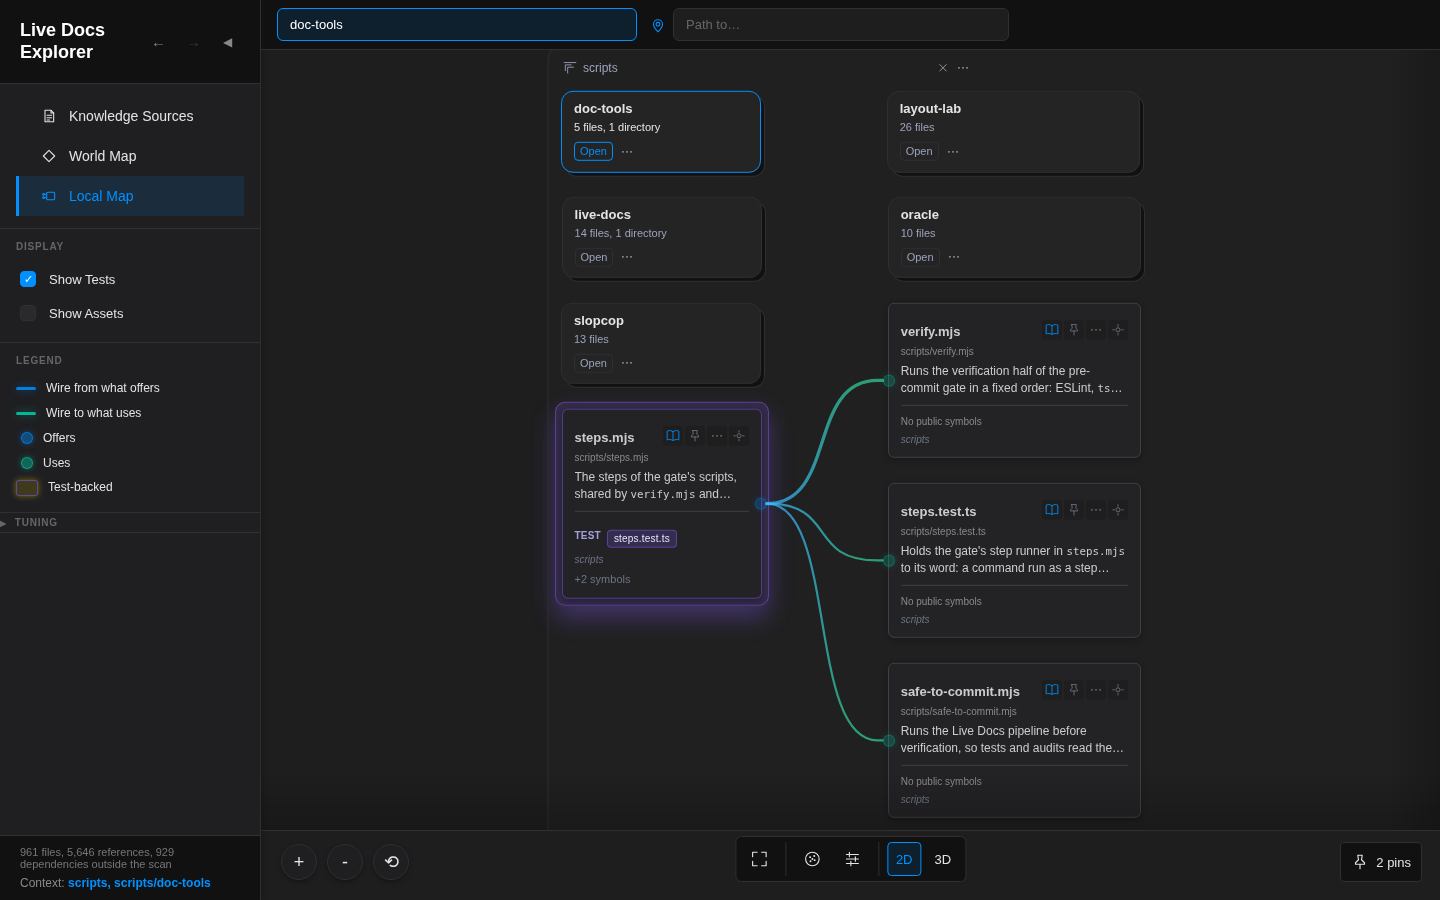 Live Docs
Explorer
← → ◀
Knowledge Sources
World Map
Local Map
DISPLAY
✓ Show Tests
Show Assets
LEGEND
Wire from what offers
Wire to what uses
Offers
Uses
Test-backed
▶ TUNING
961 files, 5,646 references, 929
dependencies outside the scan
Context: scripts, scripts/doc-tools
doc-tools
Path to…
scripts
doc-tools
5 files, 1 directory
Open
layout-lab
26 files
Open
live-docs
14 files, 1 directory
Open
oracle
10 files
Open
slopcop
13 files
Open
verify.mjs
scripts/verify.mjs
Runs the verification half of the pre-
commit gate in a fixed order: ESLint, ts…
No public symbols
scripts
steps.mjs
scripts/steps.mjs
The steps of the gate's scripts,
shared by verify.mjs and…
TEST steps.test.ts
scripts
+2 symbols
steps.test.ts
scripts/steps.test.ts
Holds the gate's step runner in steps.mjs
to its word: a command run as a step…
No public symbols
scripts
safe-to-commit.mjs
scripts/safe-to-commit.mjs
Runs the Live Docs pipeline before
verification, so tests and audits read the…
No public symbols
scripts
+ - ⟲
2D 3D
2 pins